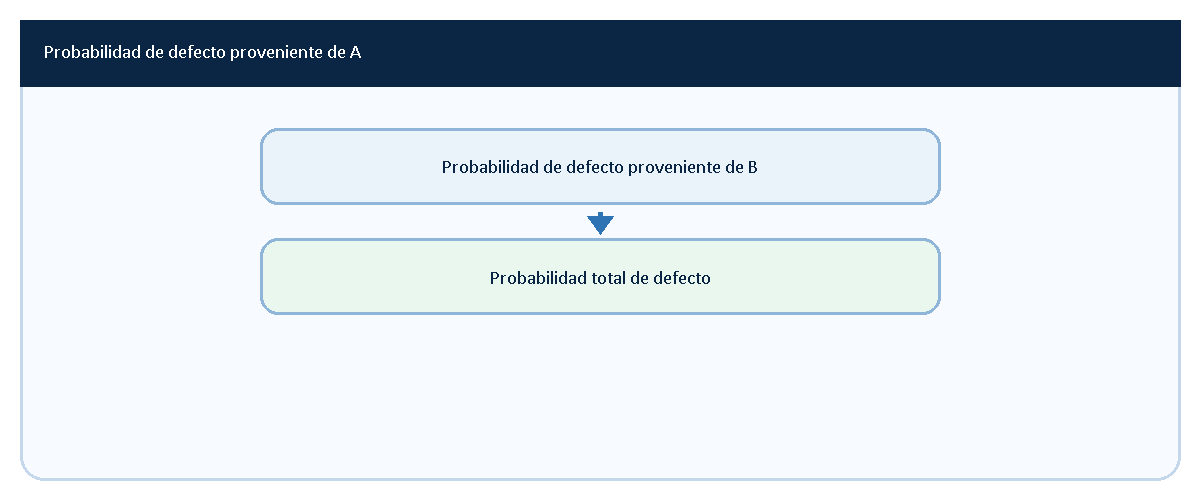 Probabilidad de defecto proveniente de A
Probabilidad de defecto proveniente de B
Probabilidad total de defecto